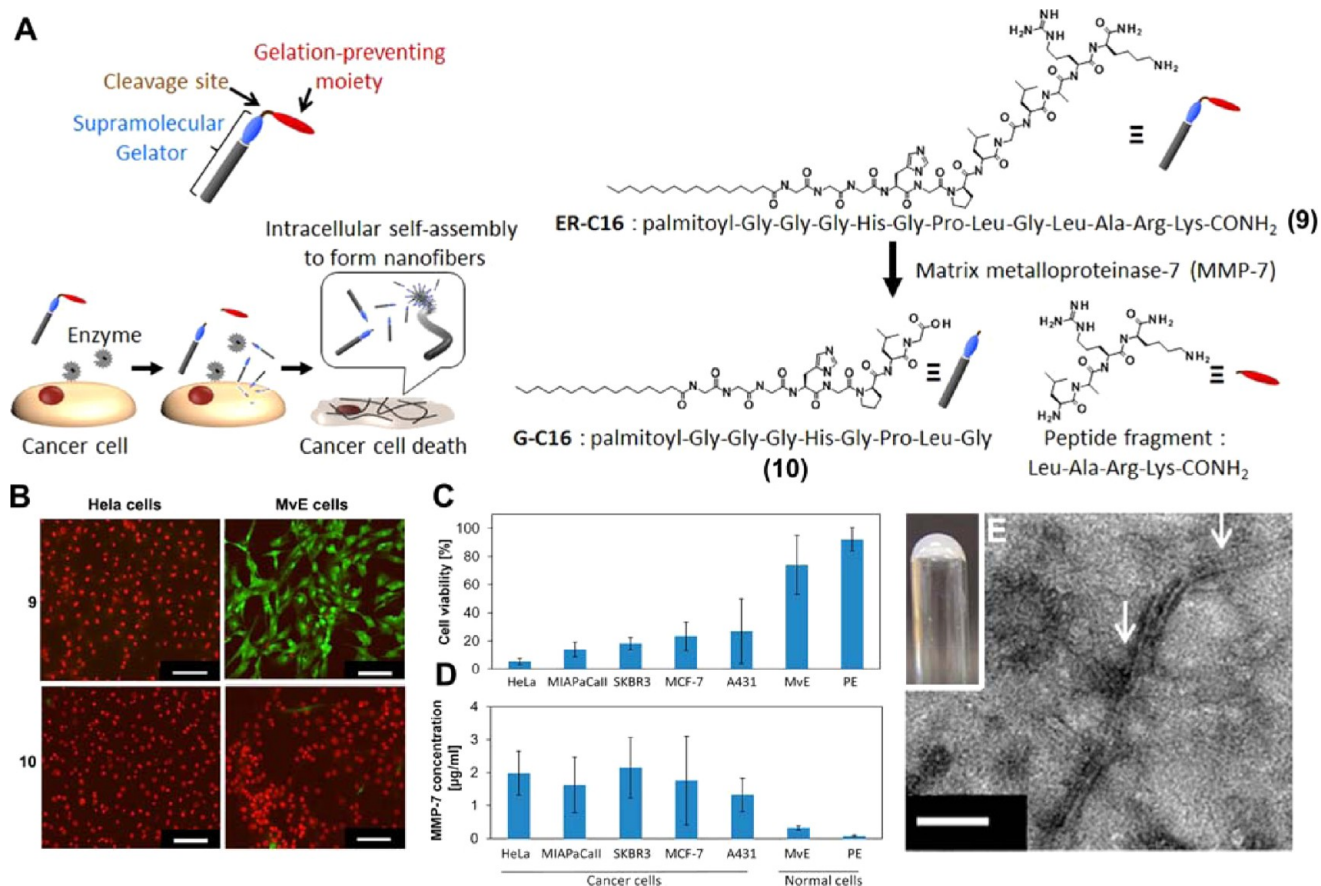 A
Gelation-preventing
moiety
Cleavage site
Supramolecular
Gelator
Intracellular self-assembly
to form nanofibers
Enzyme
Cancer cell
Cancer cell death
ER-C16 : palmitoyl-Gly-Gly-Gly-His-Gly-Pro-Leu-Gly-Leu-Ala-Arg-Lys-CONH2 (9)
Matrix metalloproteinase-7 (MMP-7)
G-C16 : palmitoyl-Gly-Gly-Gly-His-Gly-Pro-Leu-Gly
(10)
Peptide fragment :
Leu-Ala-Arg-Lys-CONH2
B
Hela cells MvE cells
9
10
C
Cell viability [%]
100
80
60
40
20
0
HeLa MIAPaCaII SKBR3 MCF-7 A431 MvE PE
D
MMP-7 concentration
[µg/ml]
4
3
2
1
0
HeLa MIAPaCaII SKBR3 MCF-7 A431 MvE PE
Cancer cells Normal cells
E